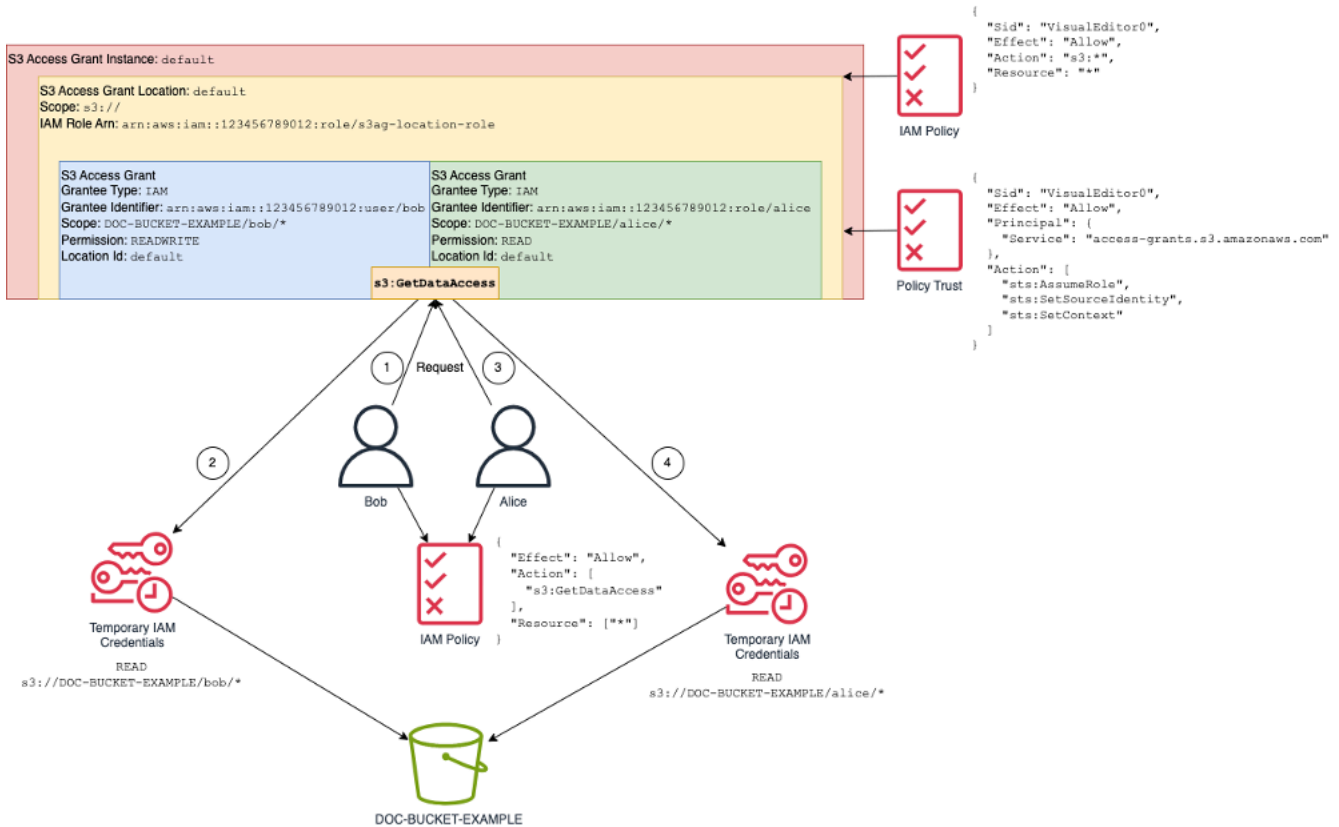 S3 Access Grant Instance: default
S3 Access Grant Location: default
Scope: s3://
IAM Role Arn: arn:aws:iam::123456789012:role/s3ag-location-role
S3 Access Grant
Grantee Type: IAM
Grantee Identifier: arn:aws:iam::123456789012:user/bob
Scope: DOC-BUCKET-EXAMPLE/bob/*
Permission: READWRITE
Location Id: default
S3 Access Grant
Grantee Type: IAM
Grantee Identifier: arn:aws:iam::123456789012:role/alice
Scope: DOC-BUCKET-EXAMPLE/alice/*
Permission: READ
Location Id: default
s3:GetDataAccess
{
"Sid": "VisualEditor0",
"Effect": "Allow",
"Action": "s3:*",
"Resource": "*"
}
IAM Policy
{
"Sid": "VisualEditor0",
"Effect": "Allow",
"Principal": {
"Service": "access-grants.s3.amazonaws.com"
},
"Action": [
"sts:AssumeRole",
"sts:SetSourceIdentity",
"sts:SetContext"
]
}
Policy Trust
1
Request
3
2
4
Bob
Alice
{
"Effect": "Allow",
"Action": [
"s3:GetDataAccess"
],
"Resource": ["*"]
}
IAM Policy
Temporary IAM
Credentials
READ
s3://DOC-BUCKET-EXAMPLE/bob/*
Temporary IAM
Credentials
READ
s3://DOC-BUCKET-EXAMPLE/alice/*
DOC-BUCKET-EXAMPLE